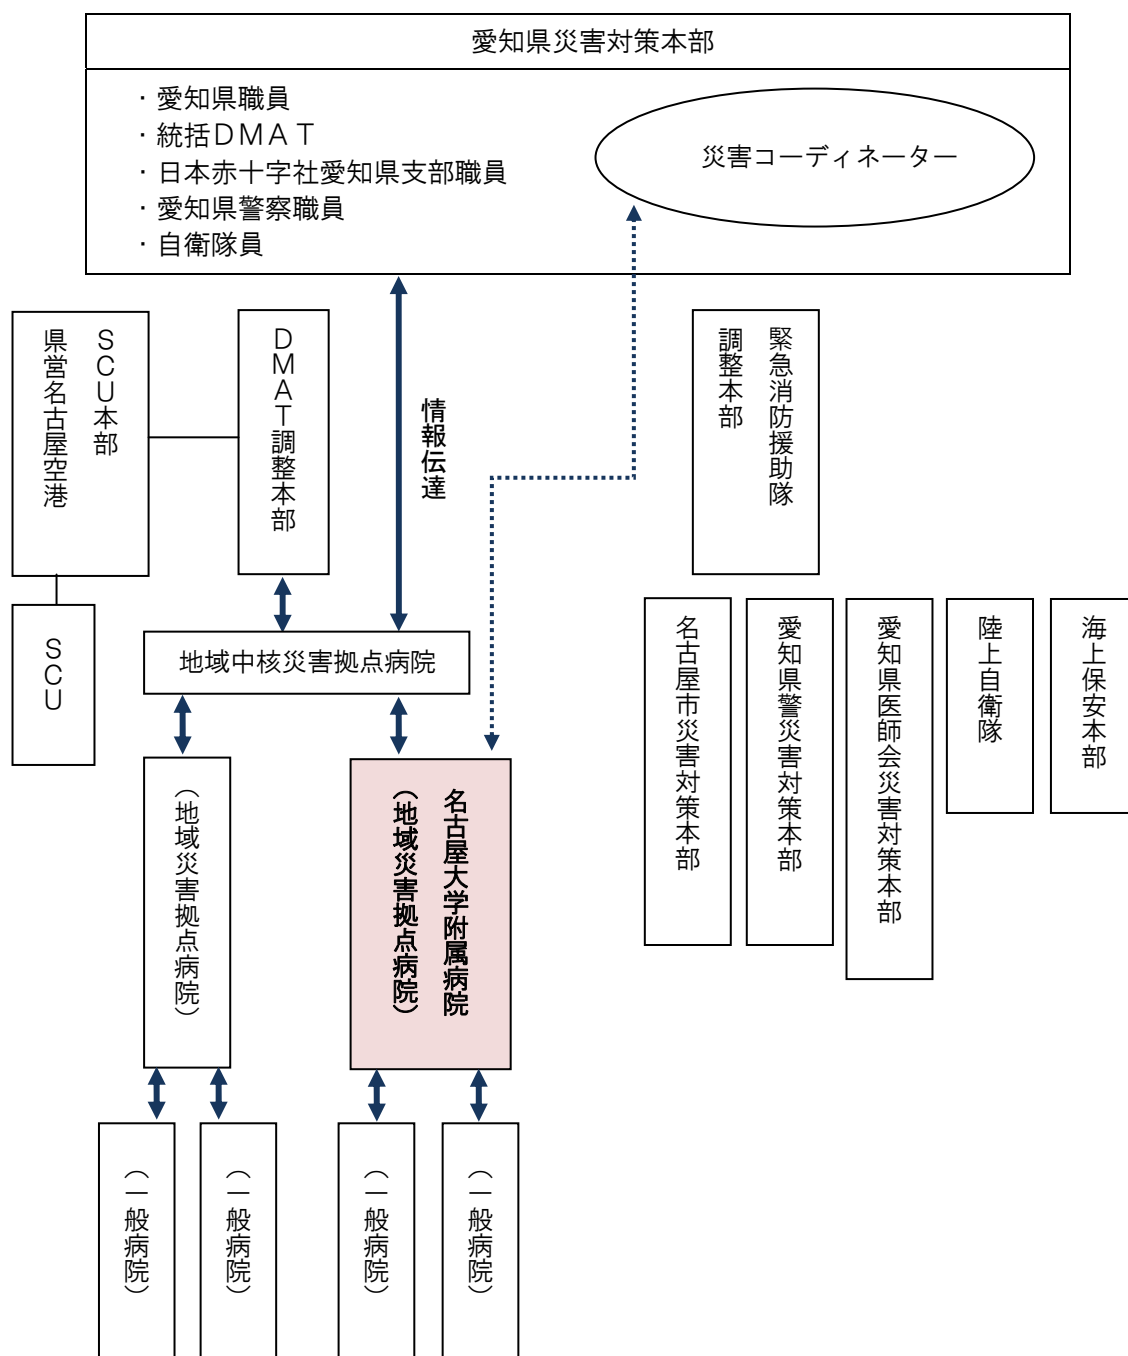 愛知県災害対策本部
・愛知県職員
・統括ＤＭＡＴ
・日本赤十字社愛知県支部職員
・愛知県警察職員
・自衛隊員
災害コーディネーター
ＳＣＵ本部
県営名古屋空港
ＤＭＡＴ調整本部
情報伝達
緊急消防援助隊
調整本部
ＳＣＵ
地域中核災害拠点病院
名古屋市災害対策本部
愛知県警災害対策本部
愛知県医師会災害対策本部
陸上自衛隊
海上保安本部
（地域災害拠点病院）
名古屋大学附属病院
（地域災害拠点病院）
（一般病院）
（一般病院）
（一般病院）
（一般病院）